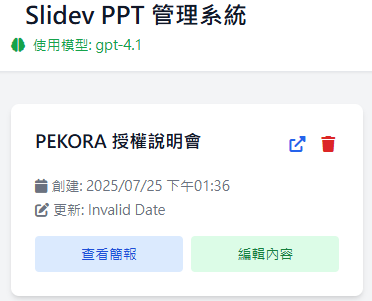 Slidev PPT 管理系統
使用模型: gpt-4.1
PEKORA 授權說明會
創建: 2025/07/25 下午01:36
更新: Invalid Date
查看簡報
編輯內容